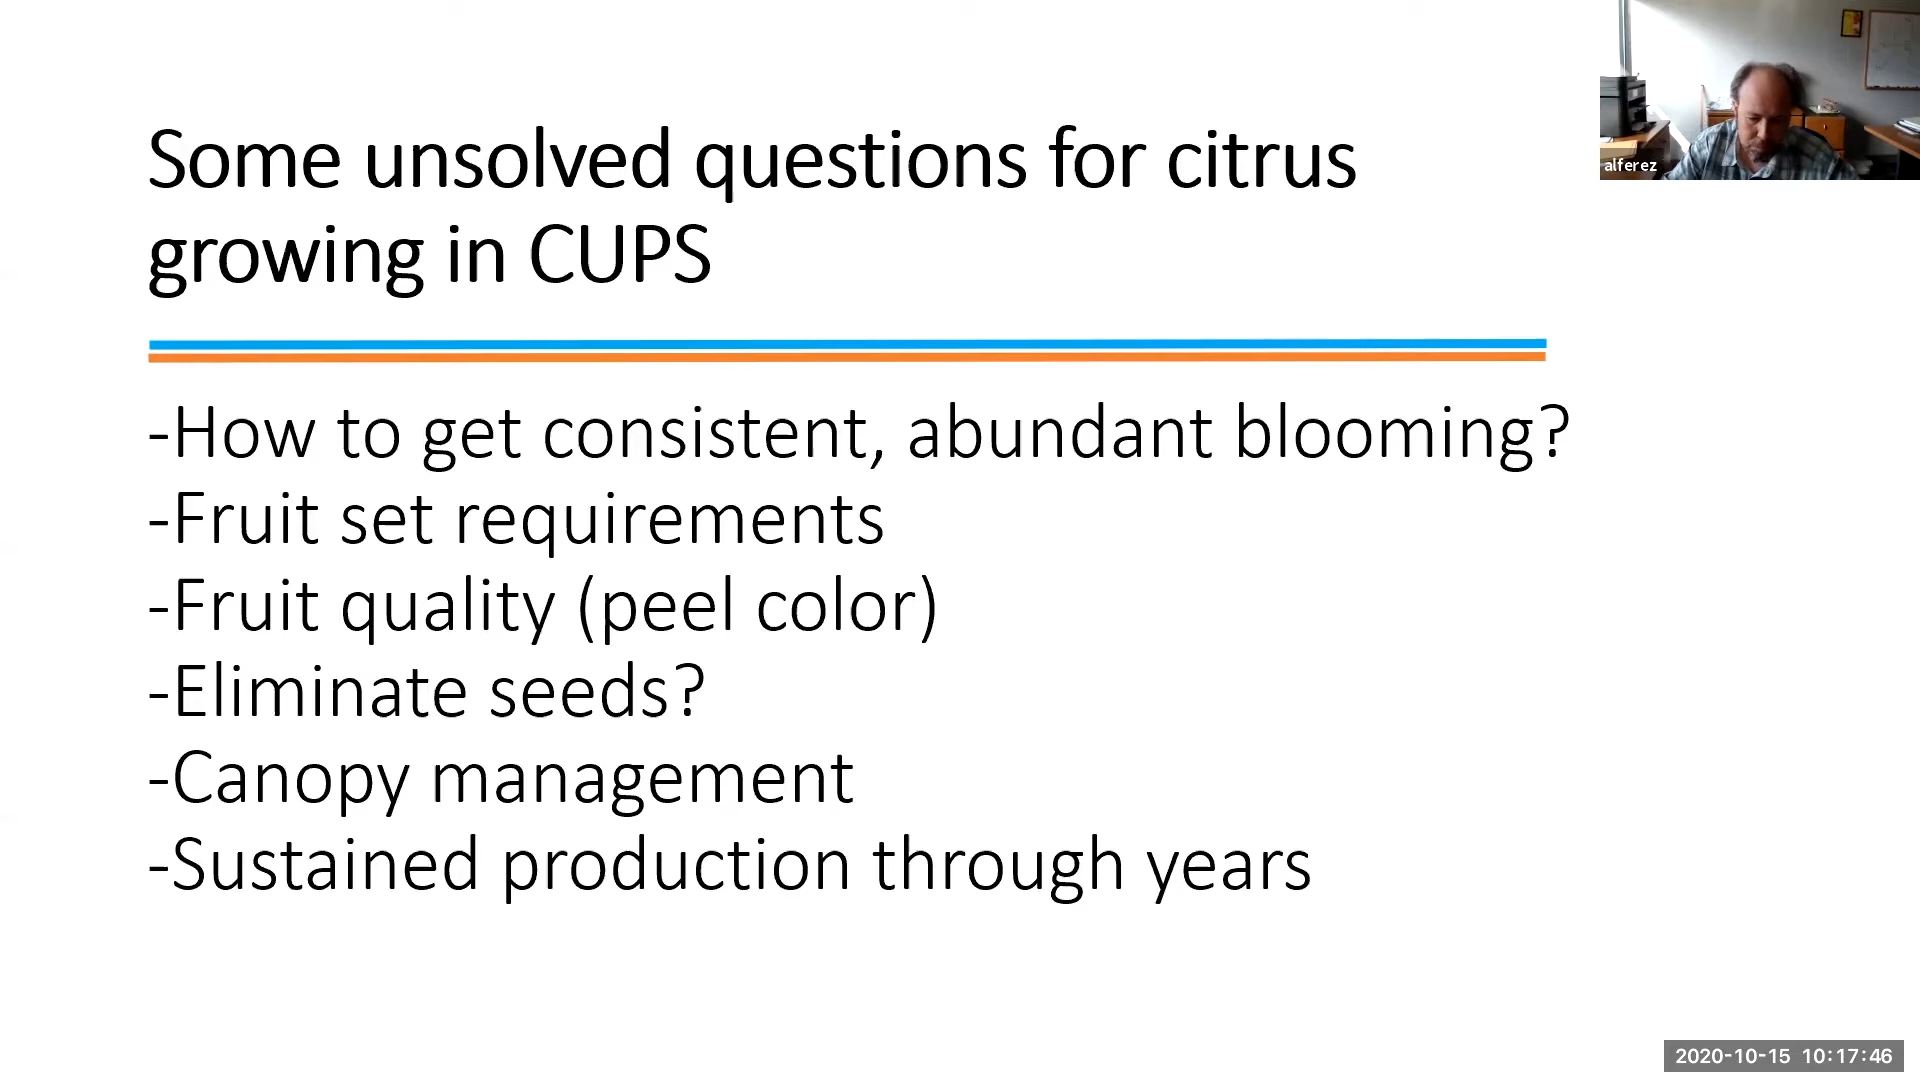 Some unsolved questions for citrus
growing in CUPS
alferez
-How to get consistent, abundant blooming?
-Fruit set requirements
-Fruit quality (peel color)
-Eliminate seeds?
-Canopy management
-Sustained production through years
2020-10-15 10:17:46